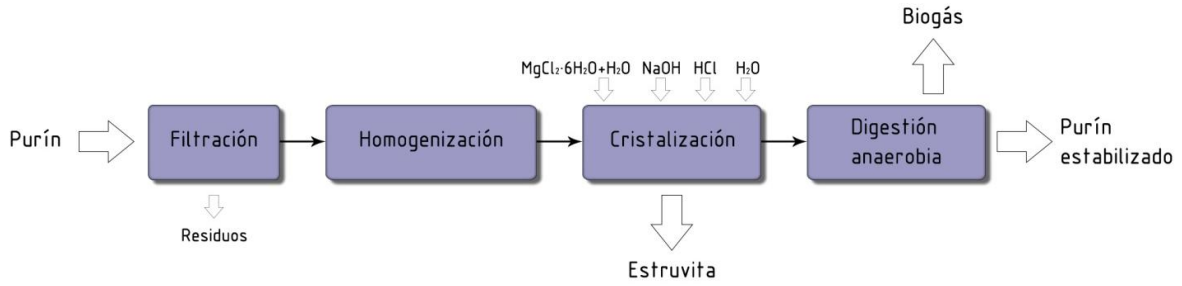 Biogás
MgCl₂·6H₂O+H₂O NaOH HCl H₂O
Purín
Filtración
Homogenización
Cristalización
Digestión
anaerobia
Purín
estabilizado
Residuos
Estruvita